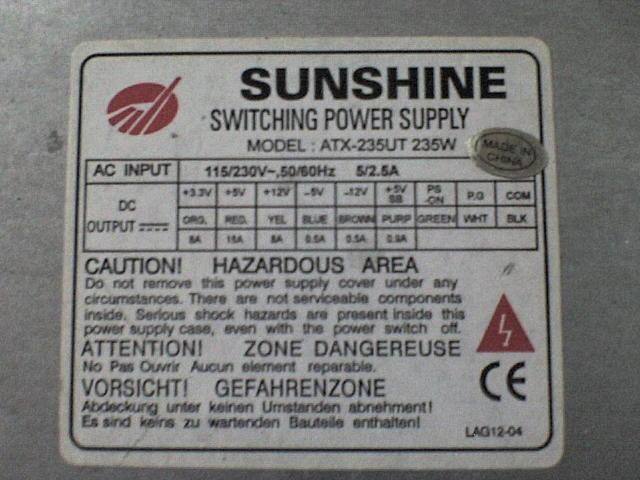 SUNSHINE
SWITCHING POWER SUPPLY
MODEL : ATX-235UT 235W
MADE IN
CHINA
AC INPUT 115/230V~,50/60Hz 5/2.5A
DC OUTPUT
+3.3V +5V +12V -5V -12V +5V SB PS -ON P.G COM
ORG. RED. YEL BLUE BROWN PURP GREEN WHT BLK
8A 15A 8A 0.5A 0.5A 0.9A
CAUTION! HAZARDOUS AREA
Do not remove this power supply cover under any
circumstances. There are not serviceable components
inside. Serious shock hazards are present inside this
power supply case, even with the power switch off.
ATTENTION! ZONE DANGEREUSE
No Pas Ouvrir Aucun element reparable.
VORSICHT! GEFAHRENZONE
Abdeckung unter keinen Umstanden abnehment!
Es sind keins zu wartenden Bauteile enthalten!
CE
LAG12-04